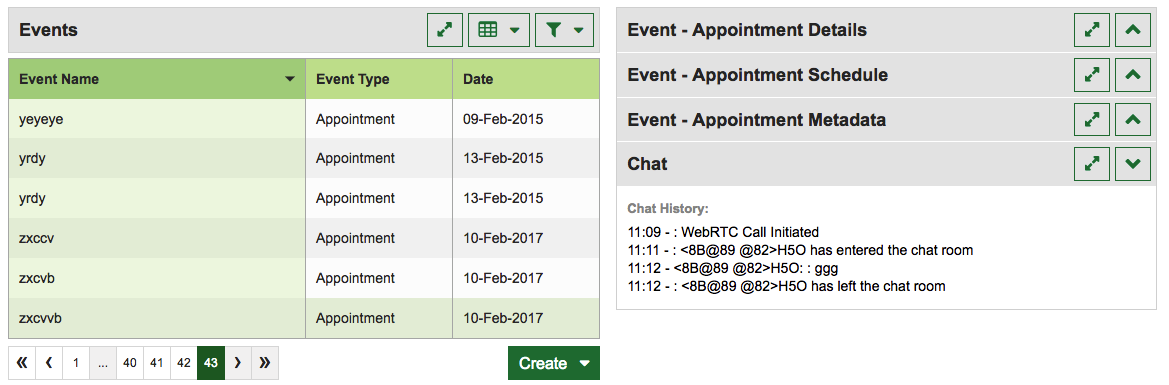 Events
Event Name Event Type Date
yeyeye Appointment 09-Feb-2015
yrdy Appointment 13-Feb-2015
yrdy Appointment 13-Feb-2015
zxccv Appointment 10-Feb-2017
zxcvb Appointment 10-Feb-2017
zxcvvb Appointment 10-Feb-2017
« ‹ 1 ... 40 41 42 43 › »
Create
Event - Appointment Details
Event - Appointment Schedule
Event - Appointment Metadata
Chat
Chat History:
11:09 - : WebRTC Call Initiated
11:11 - : <8B@89 @82>H5O has entered the chat room
11:12 - <8B@89 @82>H5O: : ggg
11:12 - : <8B@89 @82>H5O has left the chat room